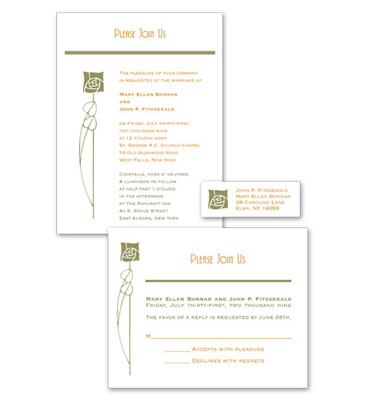 Please Join Us
The pleasure of your company
is requested at the marriage of
Mary Ellen Bonnar
and
John P. Fitzgerald
on Friday, July thirty-first
two thousand nine
at 12 o'clock noon
St. George R.C. Church Chapel
74 Old Glenwood Road
West Falls, New York
Cocktails, hors d' oeuvres
& luncheon to follow
at half past 1 o'clock
in the afternoon
at The Roycroft Inn
40 S. Grove Street
East Aurora, New York
John P. Fitzgerald
Mary Ellen Bonnar
38 Caroline Lane
Elma, NY 14059
Please Join Us
Mary Ellen Bonnar and John P. Fitzgerald
Friday, July thirty-first, two thousand nine
The favor of a reply is requested by June 26th.
M
Accepts with pleasure
Declines with regrets